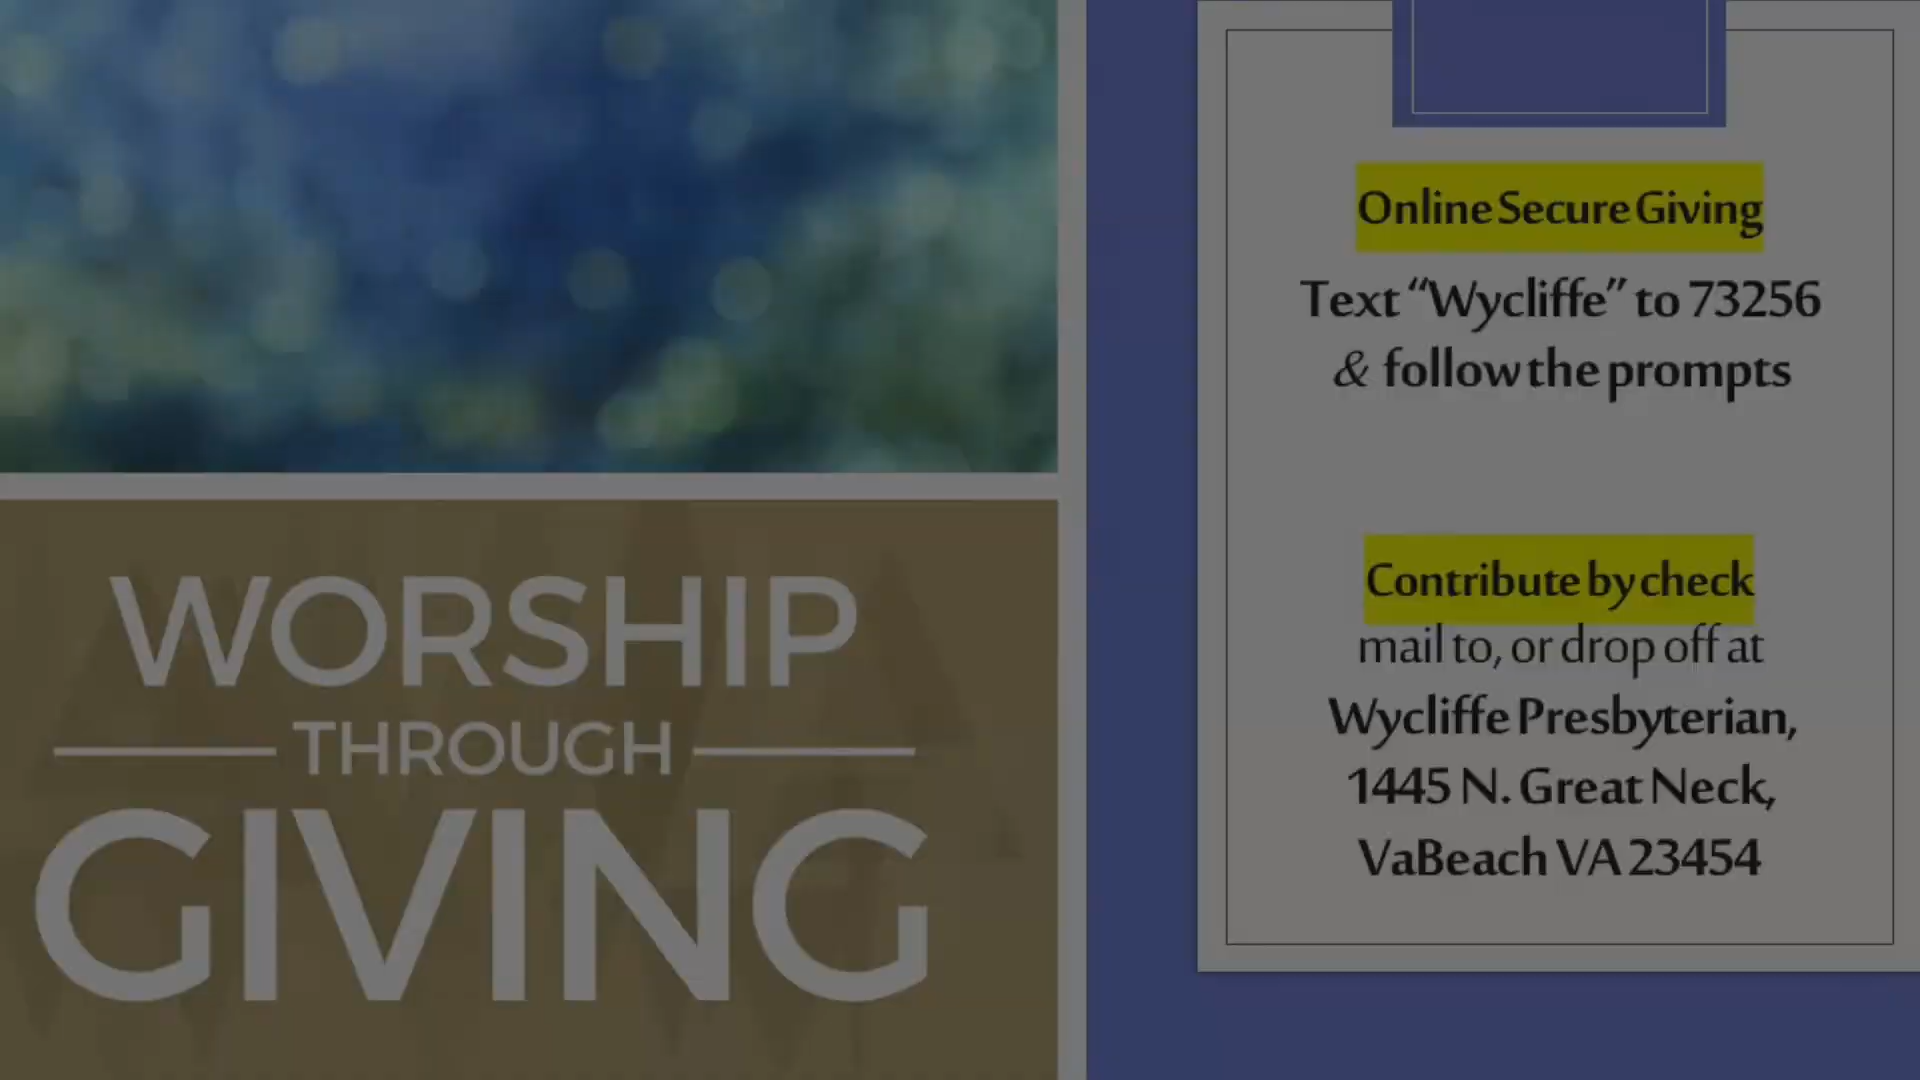 WORSHIP
THROUGH
GIVING
Online Secure Giving
Text “Wycliffe” to 73256
& follow the prompts
Contribute by check
mail to, or drop off at
Wycliffe Presbyterian,
1445 N. Great Neck,
VaBeach VA 23454